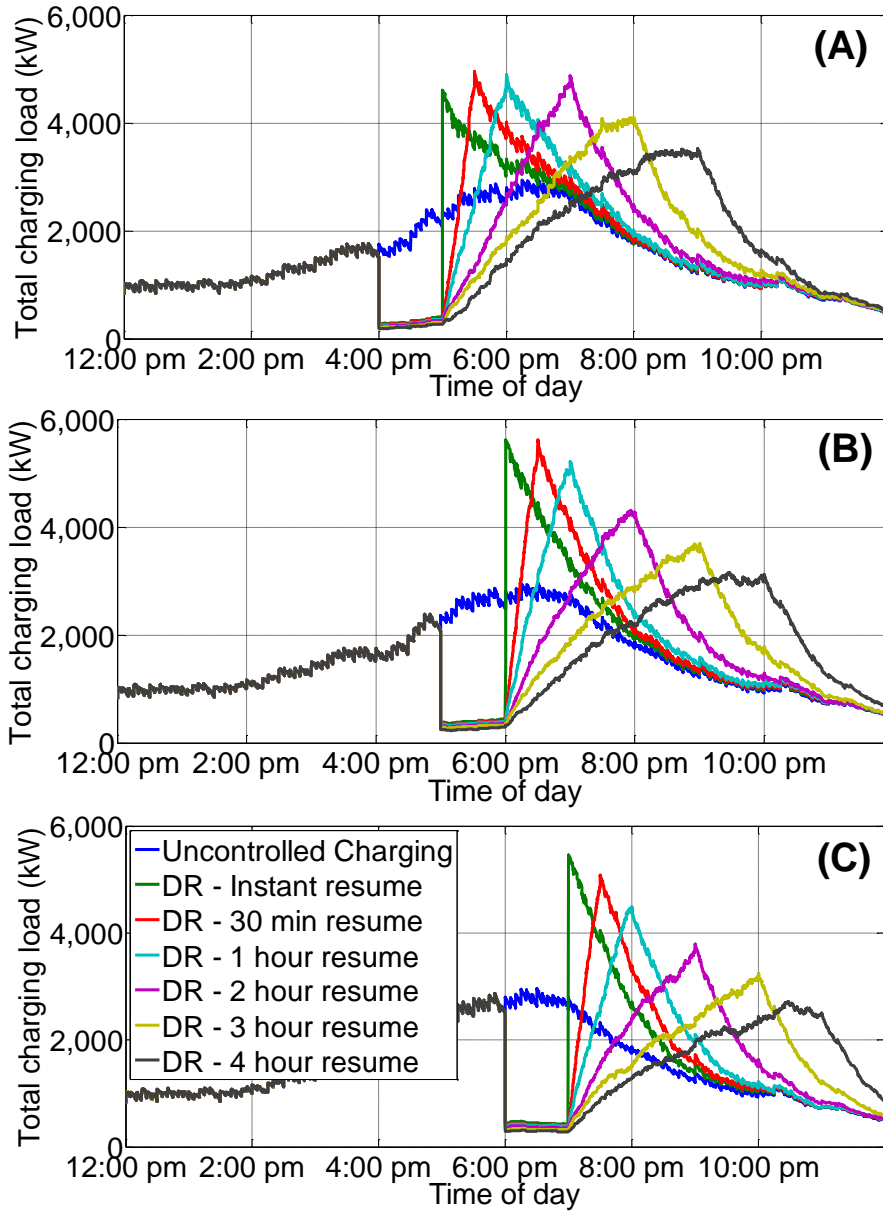 6,000
(A)
4,000
2,000
0
Total charging load (kW)
12:00 pm 2:00 pm 4:00 pm 6:00 pm 8:00 pm 10:00 pm
Time of day
6,000
(B)
4,000
2,000
0
Total charging load (kW)
12:00 pm 2:00 pm 4:00 pm 6:00 pm 8:00 pm 10:00 pm
Time of day
6,000
(C)
4,000
2,000
0
Total charging load (kW)
Uncontrolled Charging
DR - Instant resume
DR - 30 min resume
DR - 1 hour resume
DR - 2 hour resume
DR - 3 hour resume
DR - 4 hour resume
12:00 pm 2:00 pm 4:00 pm 6:00 pm 8:00 pm 10:00 pm
Time of day